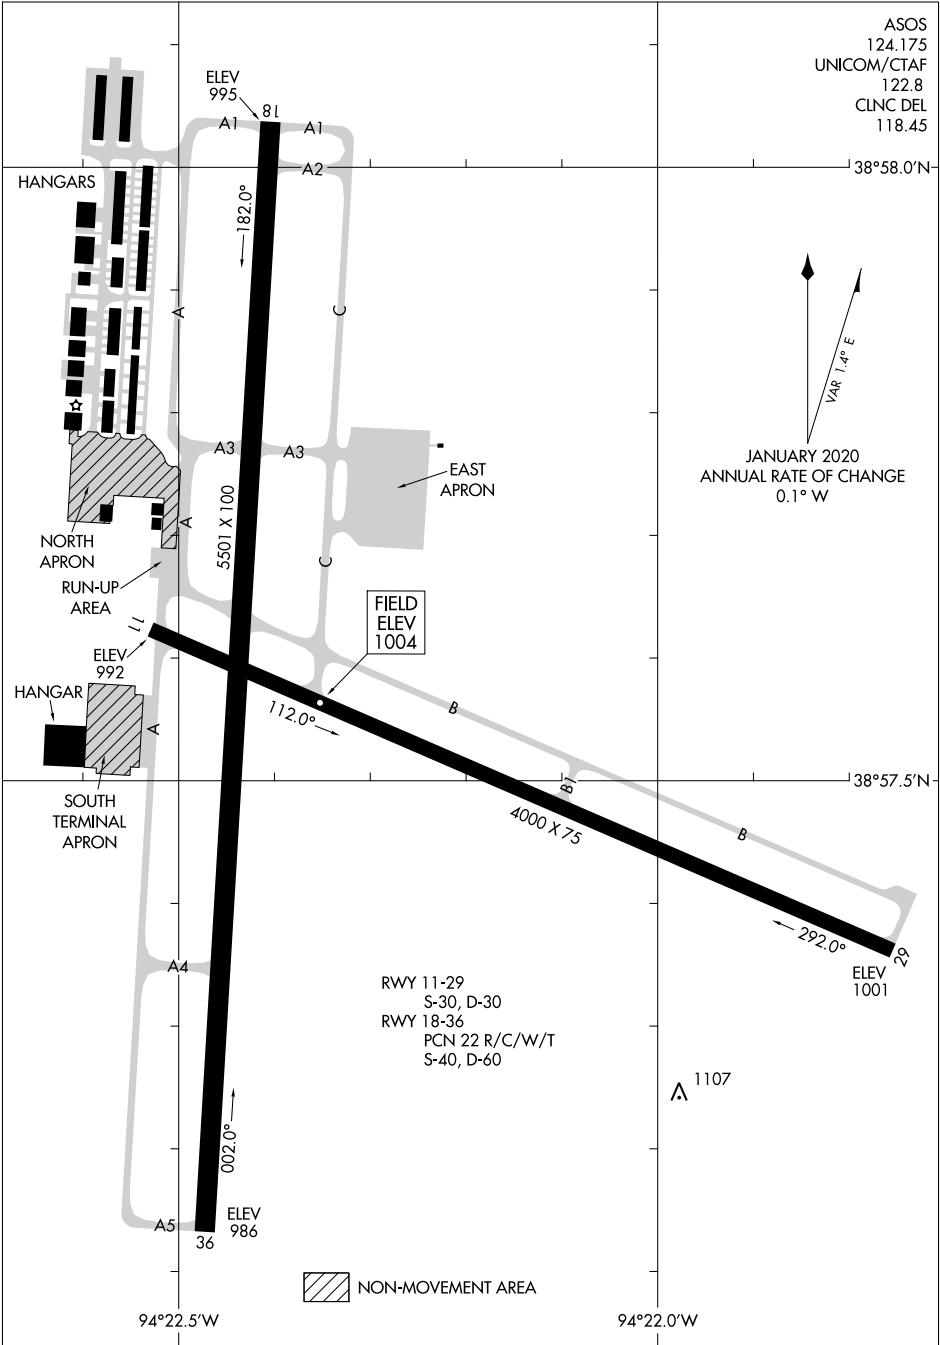 ASOS
124.175
UNICOM/CTAF
122.8
CLNC DEL
118.45
ELEV
995
18
A1
A1
A2
38°58.0'N
HANGARS
182.0°
A
C
VAR 1.4° E
JANUARY 2020
ANNUAL RATE OF CHANGE
0.1° W
A3
A3
EAST
APRON
5501 X 100
A
NORTH
APRON
C
RUN-UP
AREA
FIELD
ELEV
1004
11
ELEV
992
HANGAR
112.0°
B
A
38°57.5'N
B1
SOUTH
TERMINAL
APRON
4000 X 75
B
292.0°
29
ELEV
1001
A4
RWY 11-29
S-30, D-30
RWY 18-36
PCN 22 R/C/W/T
S-40, D-60
1107
002.0°
A5
ELEV
986
36
NON-MOVEMENT AREA
94°22.5'W
94°22.0'W